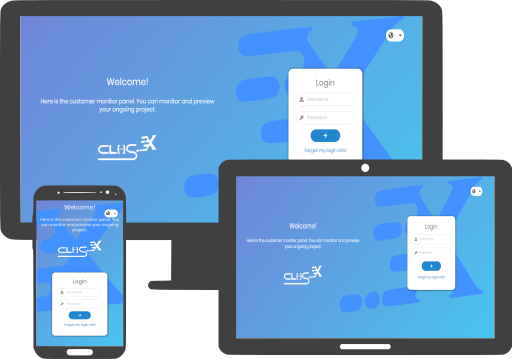 Welcome!
Here is the customer monitor panel. You can monitor and preview
your ongoing project.
Login
Username
Password
Forgot my login info!
Welcome!
Here is the customer monitor panel. You
can monitor and preview your ongoing
project.
Login
Username
Password
Forgot my login info!
Welcome!
Here is the customer monitor panel. You can monitor and preview
your ongoing project.
Login
Username
Password
Forgot my login info!